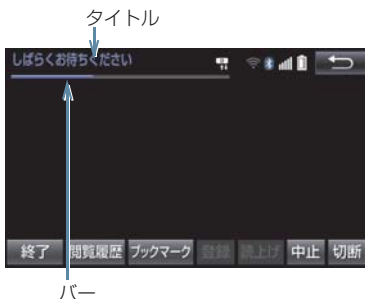 タイトル
しばらくお待ちください
終了 閲覧履歴 ブックマーク 登録 読上げ 中止 切断
バー